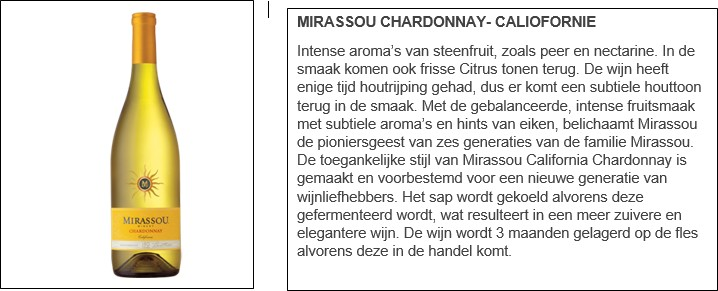 MIRASSOU CHARDONNAY- CALIOFORNIE
Intense aroma’s van steenfruit, zoals peer en nectarine. In de
smaak komen ook frisse Citrus tonen terug. De wijn heeft
enige tijd houtrijping gehad, dus er komt een subtiele houttoon
terug in de smaak. Met de gebalanceerde, intense fruitsmaak
met subtiele aroma’s en hints van eiken, belichaamt Mirassou
de pioniersgeest van zes generaties van de familie Mirassou.
De toegankelijke stijl van Mirassou California Chardonnay is
gemaakt en voorbestemd voor een nieuwe generatie van
wijnliefhebbers. Het sap wordt gekoeld alvorens deze
gefermenteerd wordt, wat resulteert in een meer zuivere en
elegantere wijn. De wijn wordt 3 maanden gelagerd op de fles
alvorens deze in de handel komt.
M
MIRASSOU
WINERY
CHARDONNAY
California